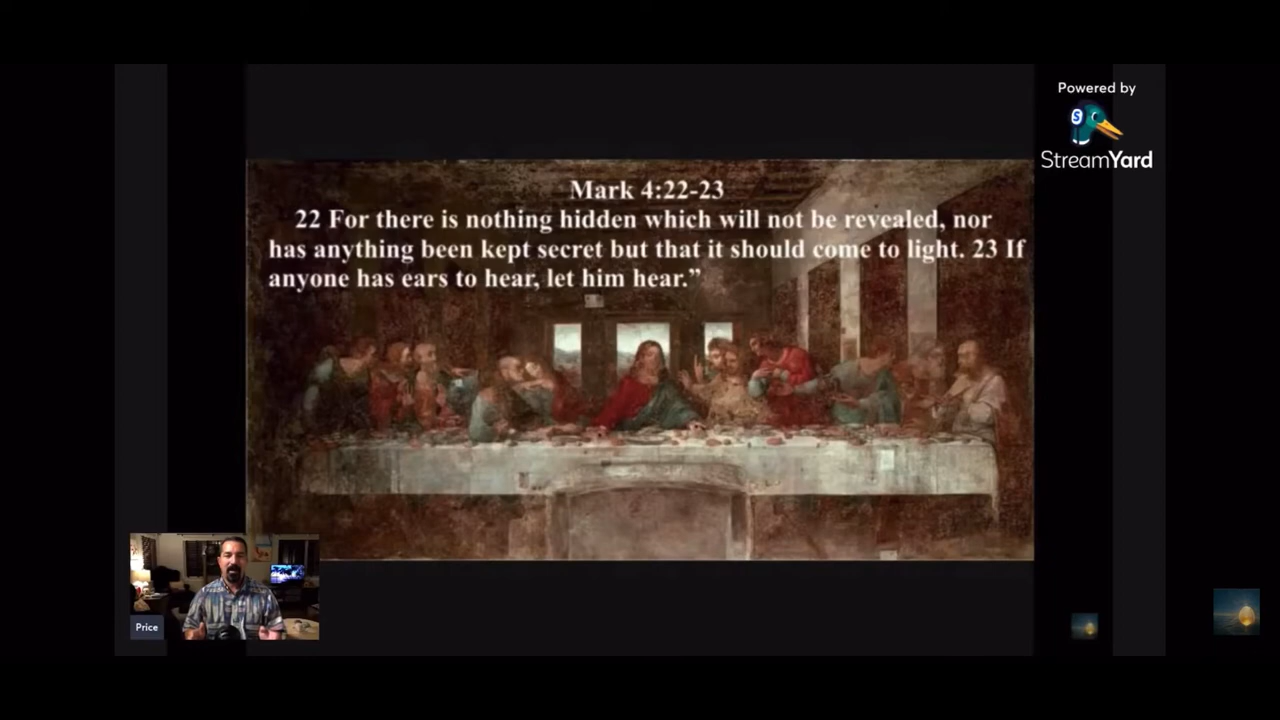 Powered by
StreamYard
Mark 4:22-23
22 For there is nothing hidden which will not be revealed, nor
has anything been kept secret but that it should come to light. 23 If
anyone has ears to hear, let him hear.”
Price